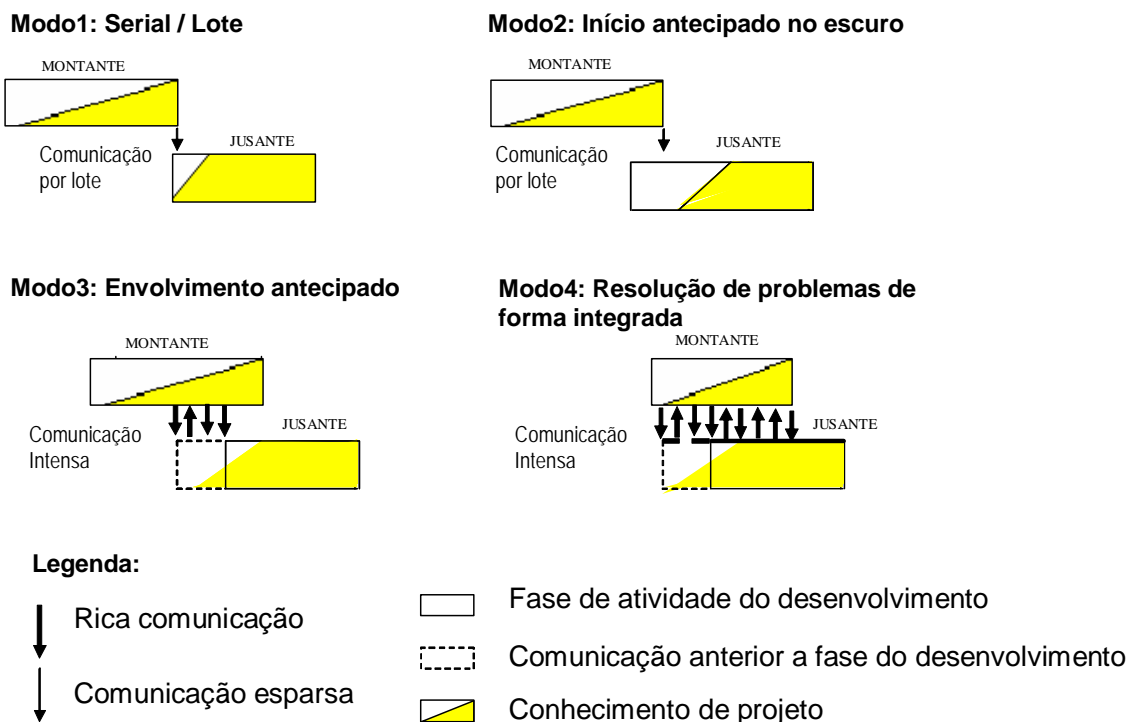 Modo1: Serial / Lote
MONTANTE
JUSANTE
Comunicação
por lote
Modo2: Início antecipado no escuro
MONTANTE
JUSANTE
Comunicação
por lote
Modo3: Envolvimento antecipado
MONTANTE
JUSANTE
Comunicação
Intensa
Modo4: Resolução de problemas de
forma integrada
MONTANTE
JUSANTE
Comunicação
Intensa
Legenda:
Rica comunicação
Comunicação esparsa
Fase de atividade do desenvolvimento
Comunicação anterior a fase do desenvolvimento
Conhecimento de projeto